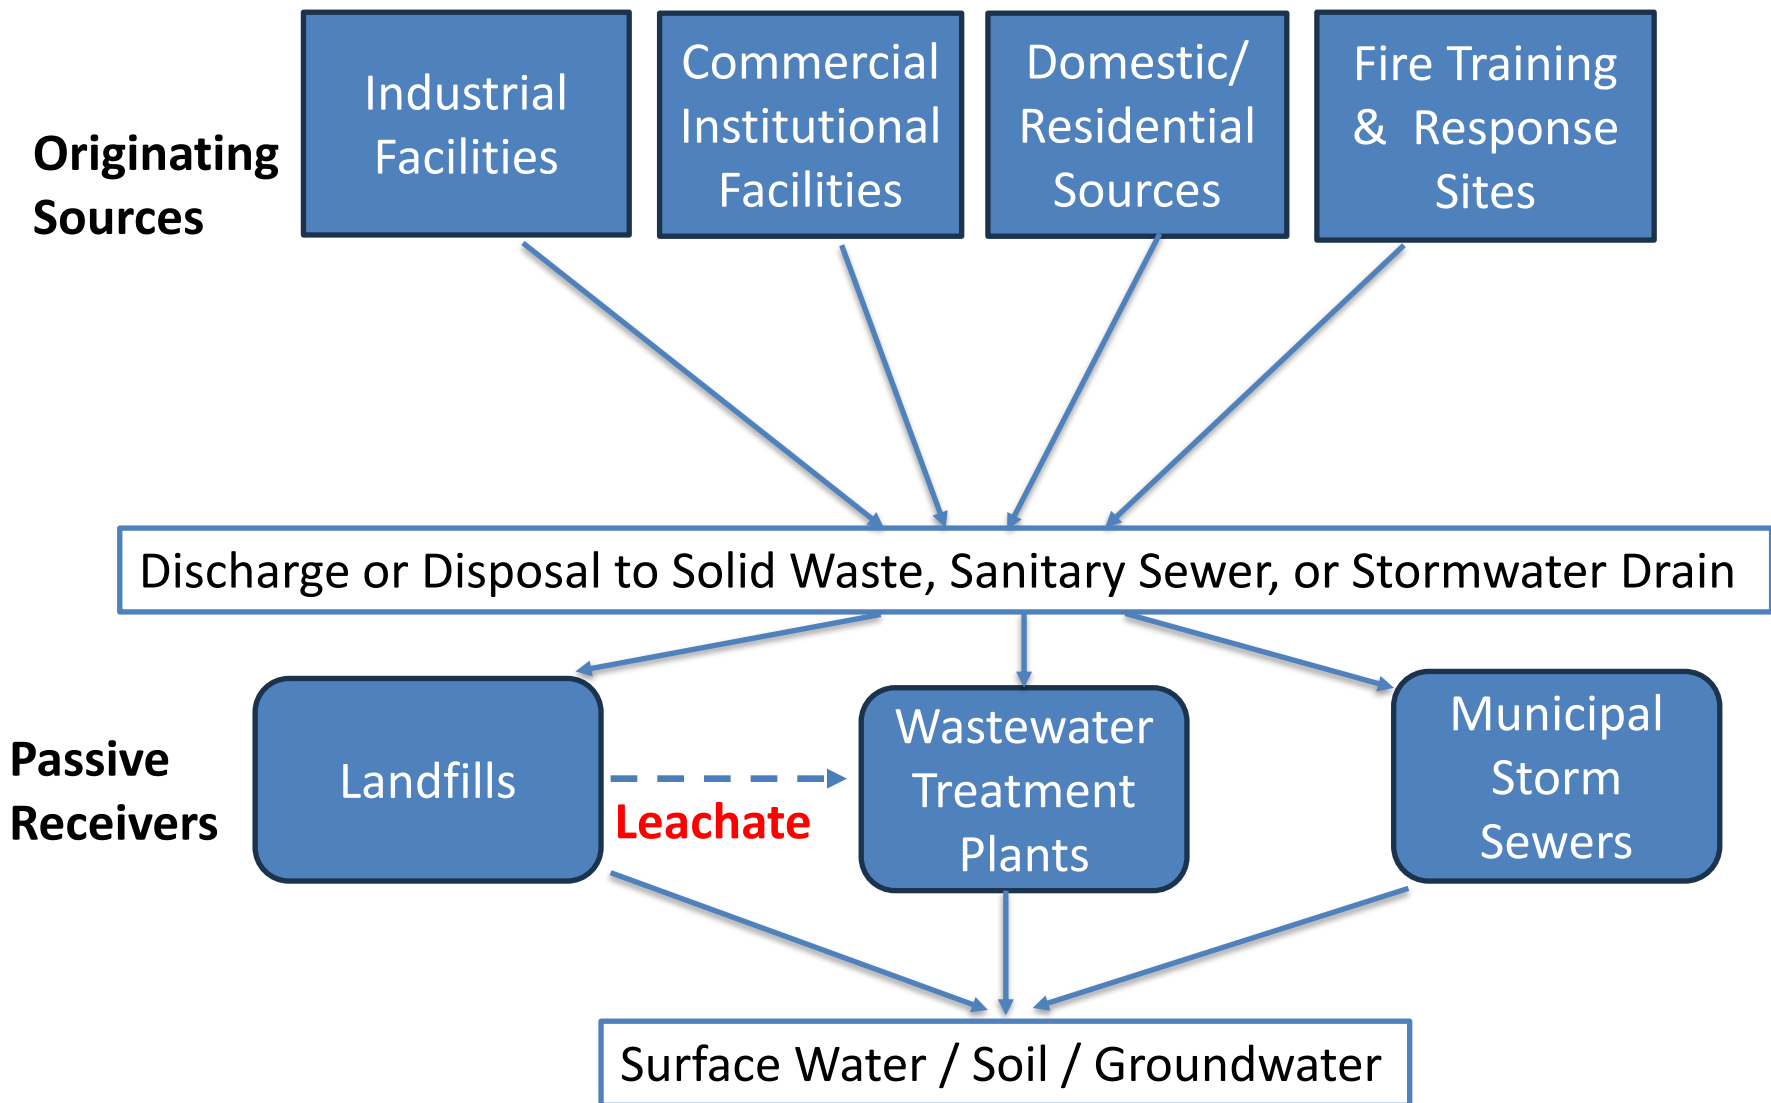 Originating
Sources
Industrial
Facilities
Commercial
Institutional
Facilities
Domestic/
Residential
Sources
Fire Training
&  Response
Sites
Discharge or Disposal to Solid Waste, Sanitary Sewer, or Stormwater Drain
Passive
Receivers
Landfills
Leachate
Wastewater
Treatment
Plants
Municipal
Storm
Sewers
Surface Water / Soil / Groundwater